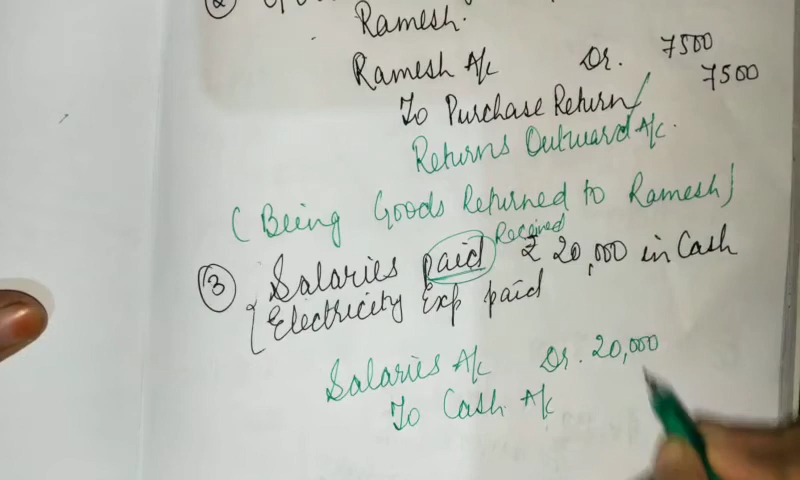 ②
Ramesh.
Ramesh A/c Dr. 7500
To Purchase Return/ 7500
Returns Outward A/c.
(Being Goods Returned to Ramesh)
Received
③ Salaries paid ₹ 20,000 in Cash
Electricity Exp paid
Salaries A/c Dr. 20,000
To Cash A/c